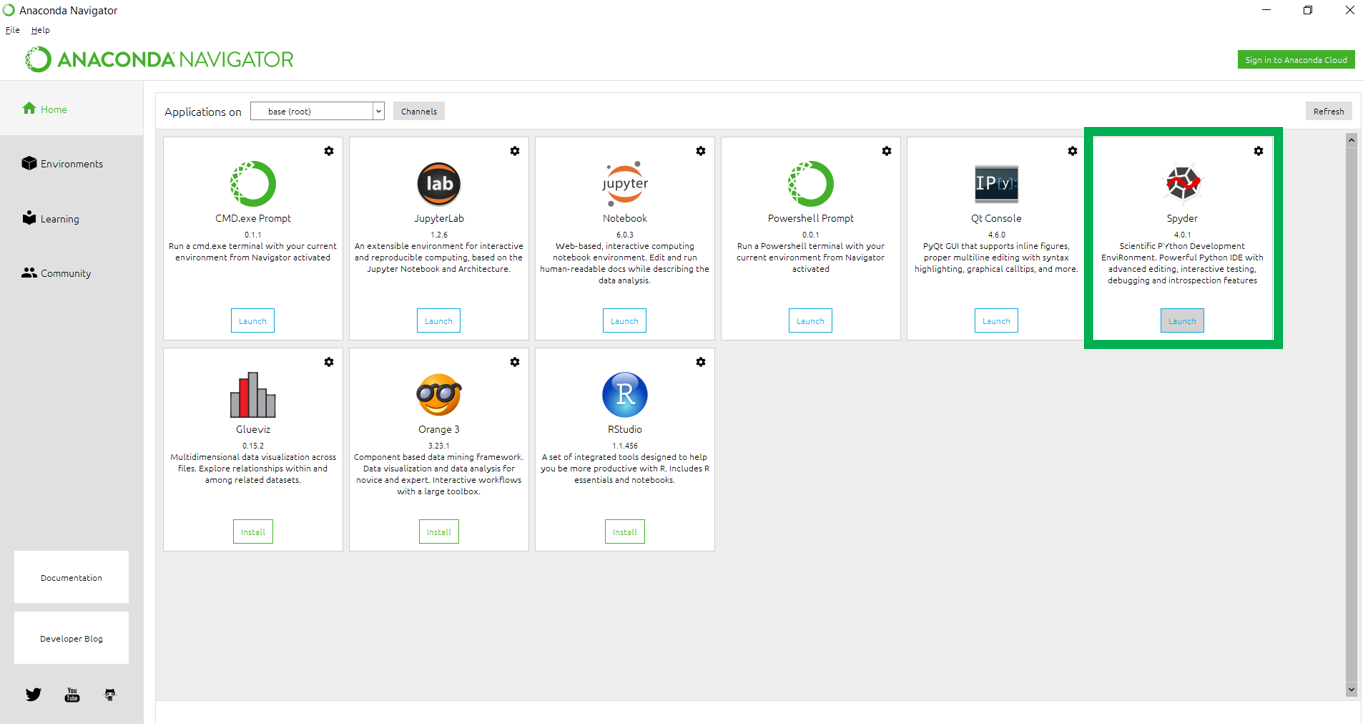 Anaconda Navigator
File Help
ANACONDA NAVIGATOR
Sign in to Anaconda Cloud
Home
Environments
Learning
Community
Documentation
Developer Blog
You
Tube
Applications on base (root) Channels
Refresh
CMD.exe Prompt
0.1.1
Run a cmd.exe terminal with your current
environment from Navigator activated
Launch
lab
JupyterLab
1.2.6
An extensible environment for interactive
and reproducible computing, based on the
Jupyter Notebook and Architecture.
Launch
jupyter
Notebook
6.0.3
Web-based, interactive computing
notebook environment. Edit and run
human-readable docs while describing the
data analysis.
Launch
Powershell Prompt
0.0.1
Run a Powershell terminal with your
current environment from Navigator
activated
Launch
IP[y]:
Qt Console
4.6.0
PyQt GUI that supports inline figures,
proper multiline editing with syntax
highlighting, graphical calltips, and more.
Launch
Spyder
4.0.1
Scientific PYthon Development
EnviRonment. Powerful Python IDE with
advanced editing, interactive testing,
debugging and introspection features
Launch
Glueviz
0.15.2
Multidimensional data visualization across
files. Explore relationships within and
among related datasets.
Install
Orange 3
3.23.1
Component based data mining framework.
Data visualization and data analysis for
novice and expert. Interactive workflows
with a large toolbox.
Install
R
RStudio
1.1.456
A set of integrated tools designed to help
you be more productive with R. Includes R
essentials and notebooks.
Install